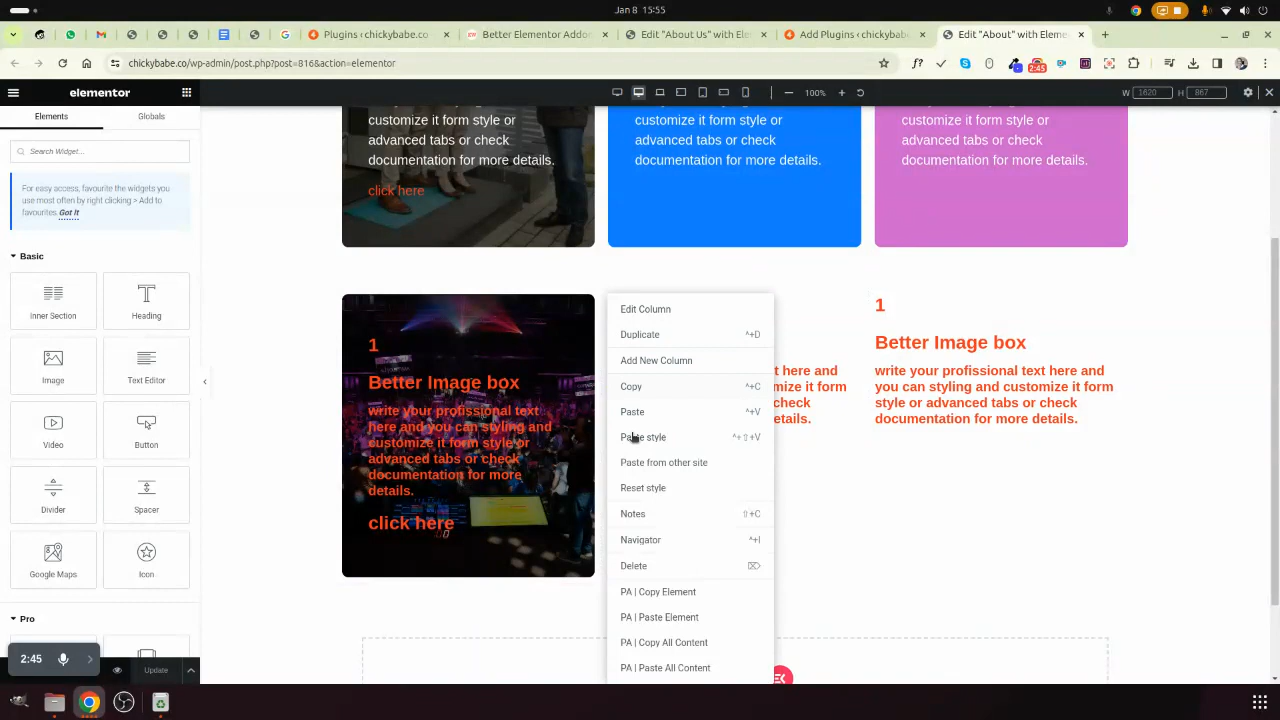 Jan 8 15:55
Plugins ‹ chickybabe.co
Better Elementor Addo
Edit "About Us" with Ele
Add Plugins ‹ chickybabe
Edit "About" with Eleme
chickybabe.co/wp-admin/post.php?post=816&action=elementor
2:45
elementor
100%
W 1620 H 867
Elements Globals
Search Widget...
For easy access, favourite the widgets you
use most often by right clicking > Add to
favourites. Got It
Basic
Inner Section
Heading
Image
Text Editor
Video
Button
Divider
Spacer
Google Maps
Icon
Pro
2:45
Update
customize it form style or
advanced tabs or check
documentation for more details.
click here
customize it form style or
advanced tabs or check
documentation for more details.
customize it form style or
advanced tabs or check
documentation for more details.
1
Better Image box
write your profissional text
here and you can styling and
customize it form style or
advanced tabs or check
documentation for more
details.
click here
Edit Column
Duplicate ^+D
Add New Column
Copy ^+C
Paste ^+V
Paste style ^+⇧+V
Paste from other site
Reset style
Notes ⇧+C
Navigator ^+I
Delete
PA | Copy Element
PA | Paste Element
PA | Copy All Content
PA | Paste All Content
t here and
mize it form
check
etails.
1
Better Image box
write your profissional text here and
you can styling and customize it form
style or advanced tabs or check
documentation for more details.